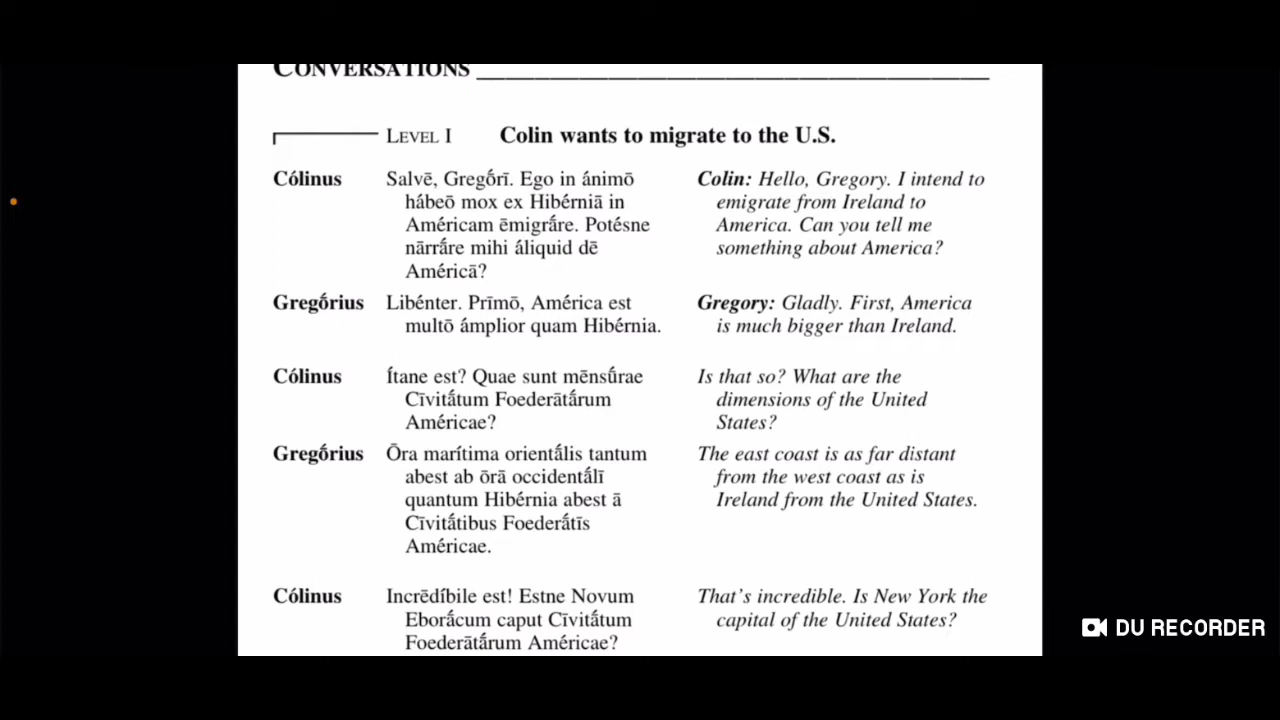 CONVERSATIONS
LEVEL I Colin wants to migrate to the U.S.
Cólinus Salvē, Gregṓrī. Ego in ánimō
hábeō mox ex Hibérniā in
Américam ēmigrā́re. Potésne
nārrā́re mihi áliquid dē
Américā?
Colin: Hello, Gregory. I intend to
emigrate from Ireland to
America. Can you tell me
something about America?
Gregṓrius Libénter. Prīmō, América est
multō ámplior quam Hibérnia.
Gregory: Gladly. First, America
is much bigger than Ireland.
Cólinus Ítane est? Quae sunt mēnsū́rae
Cīvitā́tum Foederātā́rum
Américae?
Is that so? What are the
dimensions of the United
States?
Gregṓrius Ōra marítima orientā́lis tantum
abest ab ōrā occidentā́lī
quantum Hibérnia abest ā
Cīvitā́tibus Foederā́tīs
Américae.
The east coast is as far distant
from the west coast as is
Ireland from the United States.
Cólinus Incrēdíbile est! Estne Novum
Eborā́cum caput Cīvitā́tum
Foederātā́rum Américae?
That's incredible. Is New York the
capital of the United States?
DU RECORDER